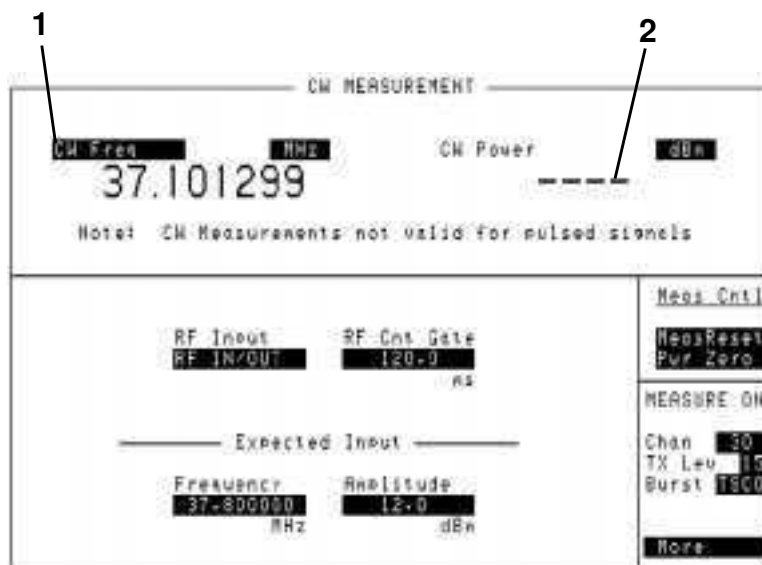 1 2
CW MEASUREMENT
CW Freq MHz CW Power dBm
37.101299 ----
Note: CW Measurements not valid for pulsed signals
Meas Cntl
RF Input RF Cnt Gate
RF IN/OUT 120.0
ms
MeasReset
Pwr Zero
MEASURE ON
Expected Input
Chan 30
TX Lev 15
Burst TSC0
Frequency Amplitude
37.800000 12.0
MHz dBm
More